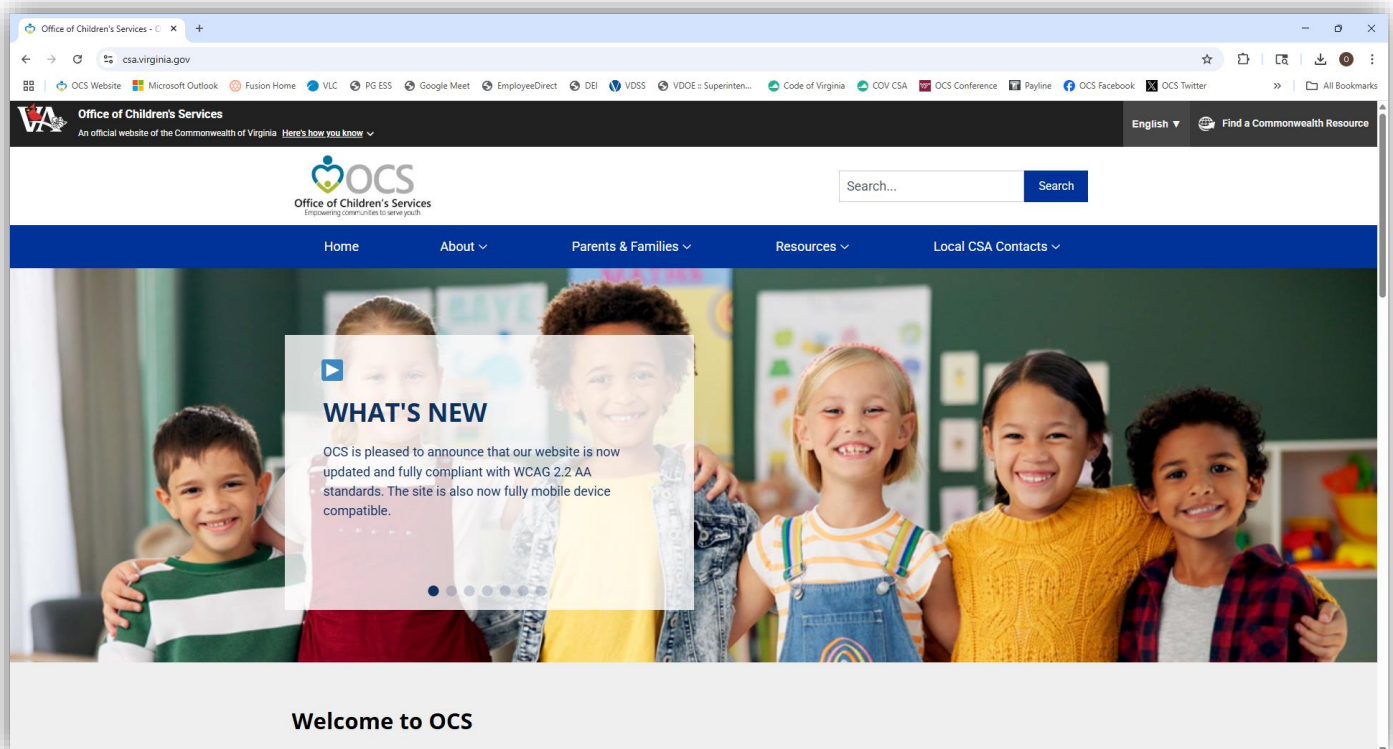 Office of Children's Services - O
csa.virginia.gov
OCS Website Microsoft Outlook Fusion Home VLC PG ESS Google Meet EmployeeDirect DEI VDSS VDOE :: Superinten... Code of Virginia COV CSA OCS Conference Payline OCS Facebook OCS Twitter » All Bookmarks
Office of Children's Services
An official website of the Commonwealth of Virginia Here's how you know
English ▼ Find a Commonwealth Resource
OCS
Office of Children's Services
Empowering communities to serve youth
Search... Search
Home About Parents & Families Resources Local CSA Contacts
WHAT'S NEW
OCS is pleased to announce that our website is now
updated and fully compliant with WCAG 2.2 AA
standards. The site is also now fully mobile device
compatible.
Welcome to OCS